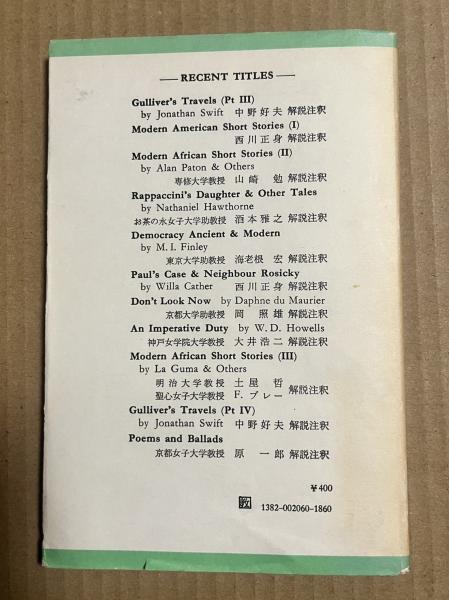 — RECENT TITLES —
Gulliver's Travels (Pt III)
by Jonathan Swift 中野好夫 解説注釈
Modern American Short Stories (I)
西川正身 解説注釈
Modern African Short Stories (II)
by Alan Paton & Others
専修大学教授 山崎 勉 解説注釈
Rappaccini's Daughter & Other Tales
by Nathaniel Hawthorne
お茶の水女子大学助教授 酒本雅之 解説注釈
Democracy Ancient & Modern
by M. I. Finley
東京大学助教授 海老根 宏 解説注釈
Paul's Case & Neighbour Rosicky
by Willa Cather 西川正身 解説注釈
Don't Look Now by Daphne du Maurier
京都大学助教授 岡 照雄 解説注釈
An Imperative Duty by W. D. Howells
神戸女学院大学教授 大井浩二 解説注釈
Modern African Short Stories (III)
by La Guma & Others
明治大学教授 土屋 哲
聖心女子大学教授 F. ブレー 解説注釈
Gulliver's Travels (Pt IV)
by Jonathan Swift 中野好夫 解説注釈
Poems and Ballads
京都女子大学教授 原 一郎 解説注釈
¥400
教 1382-002060-1860